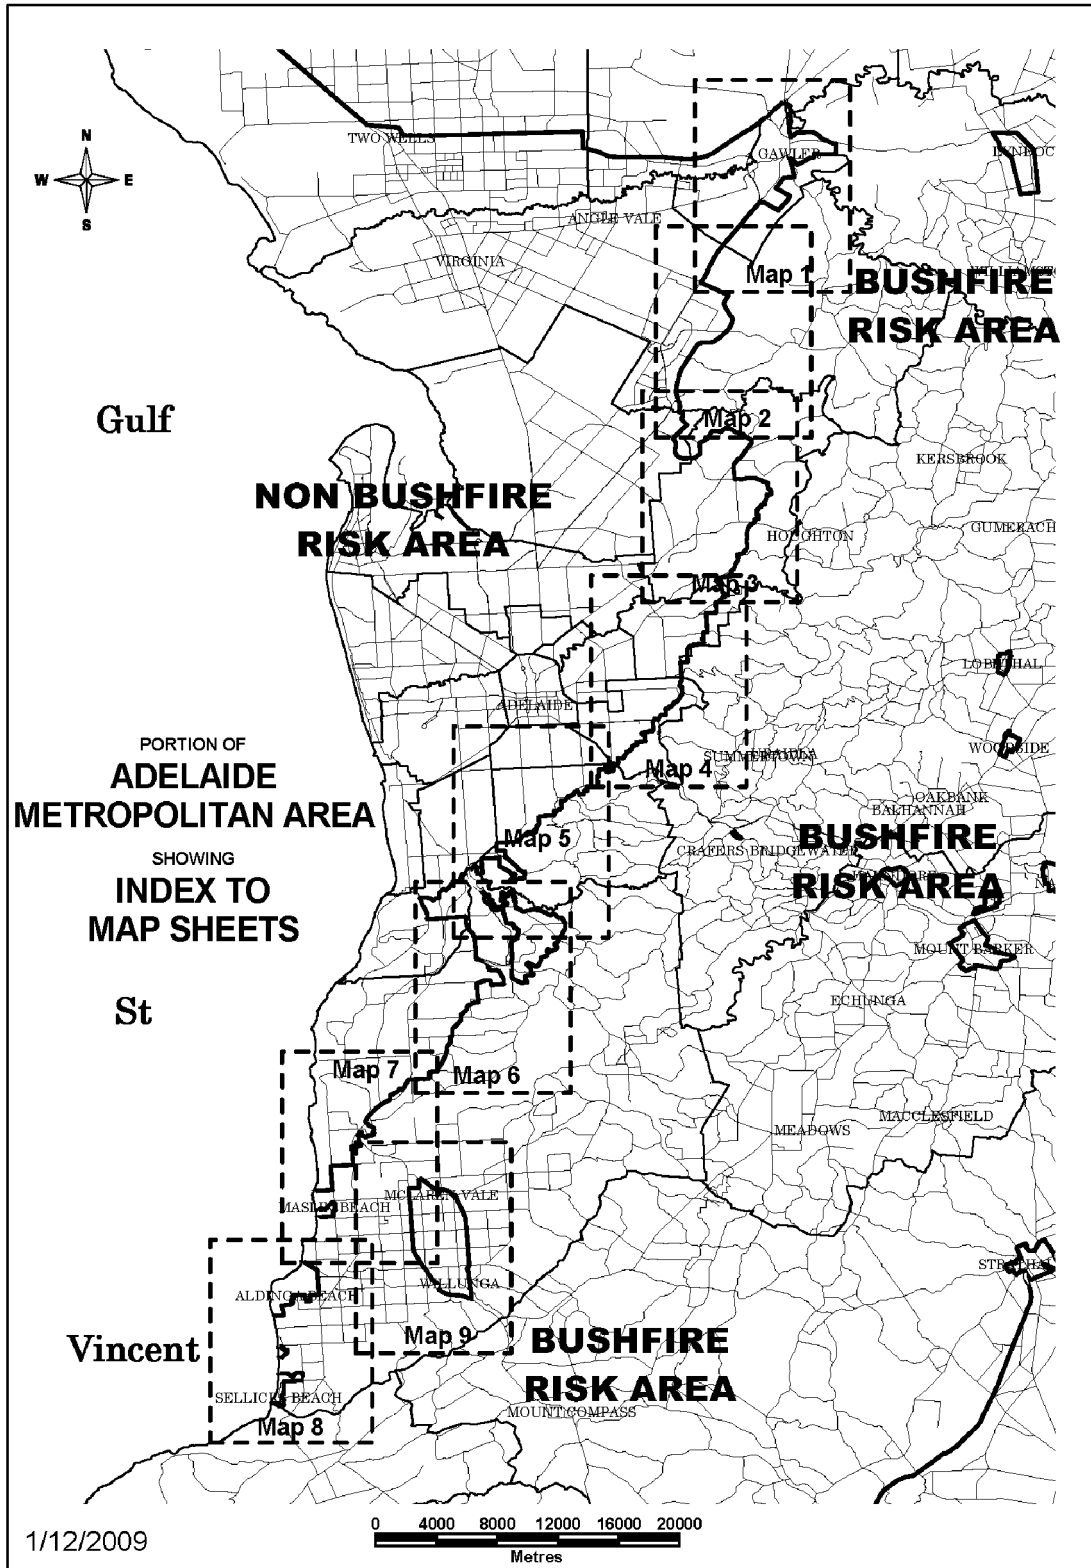 N
W E
S
TWO WELLS
GAWLER
ANGLE VALE
VIRGINIA
Map 1
BUSHFIRE
RISK AREA
Gulf
Map 2
KERSBROOK
NON BUSHFIRE
RISK AREA
GUMERACH
HOUGHTON
Map 3
LOBETHAL
ADELAIDE
PORTION OF
ADELAIDE
METROPOLITAN AREA
SHOWING
INDEX TO
MAP SHEETS
SUMMERTOWN
WOODSIDE
Map 4
OAKBANK
BALHANNAH
Map 5
BUSHFIRE
RISK AREA
CRAFERS BRIDGEWATER
MOUNT BARKER
ECHUNGA
St
Map 7
Map 6
MACCLESFIELD
MEADOWS
MCLAREN VALE
MASLIN BEACH
STRATHAL
WILLUNGA
ALDINGA BEACH
Vincent
Map 9
BUSHFIRE
RISK AREA
SELLICKS BEACH
MOUNT COMPASS
Map 8
1/12/2009
0 4000 8000 12000 16000 20000
Metres